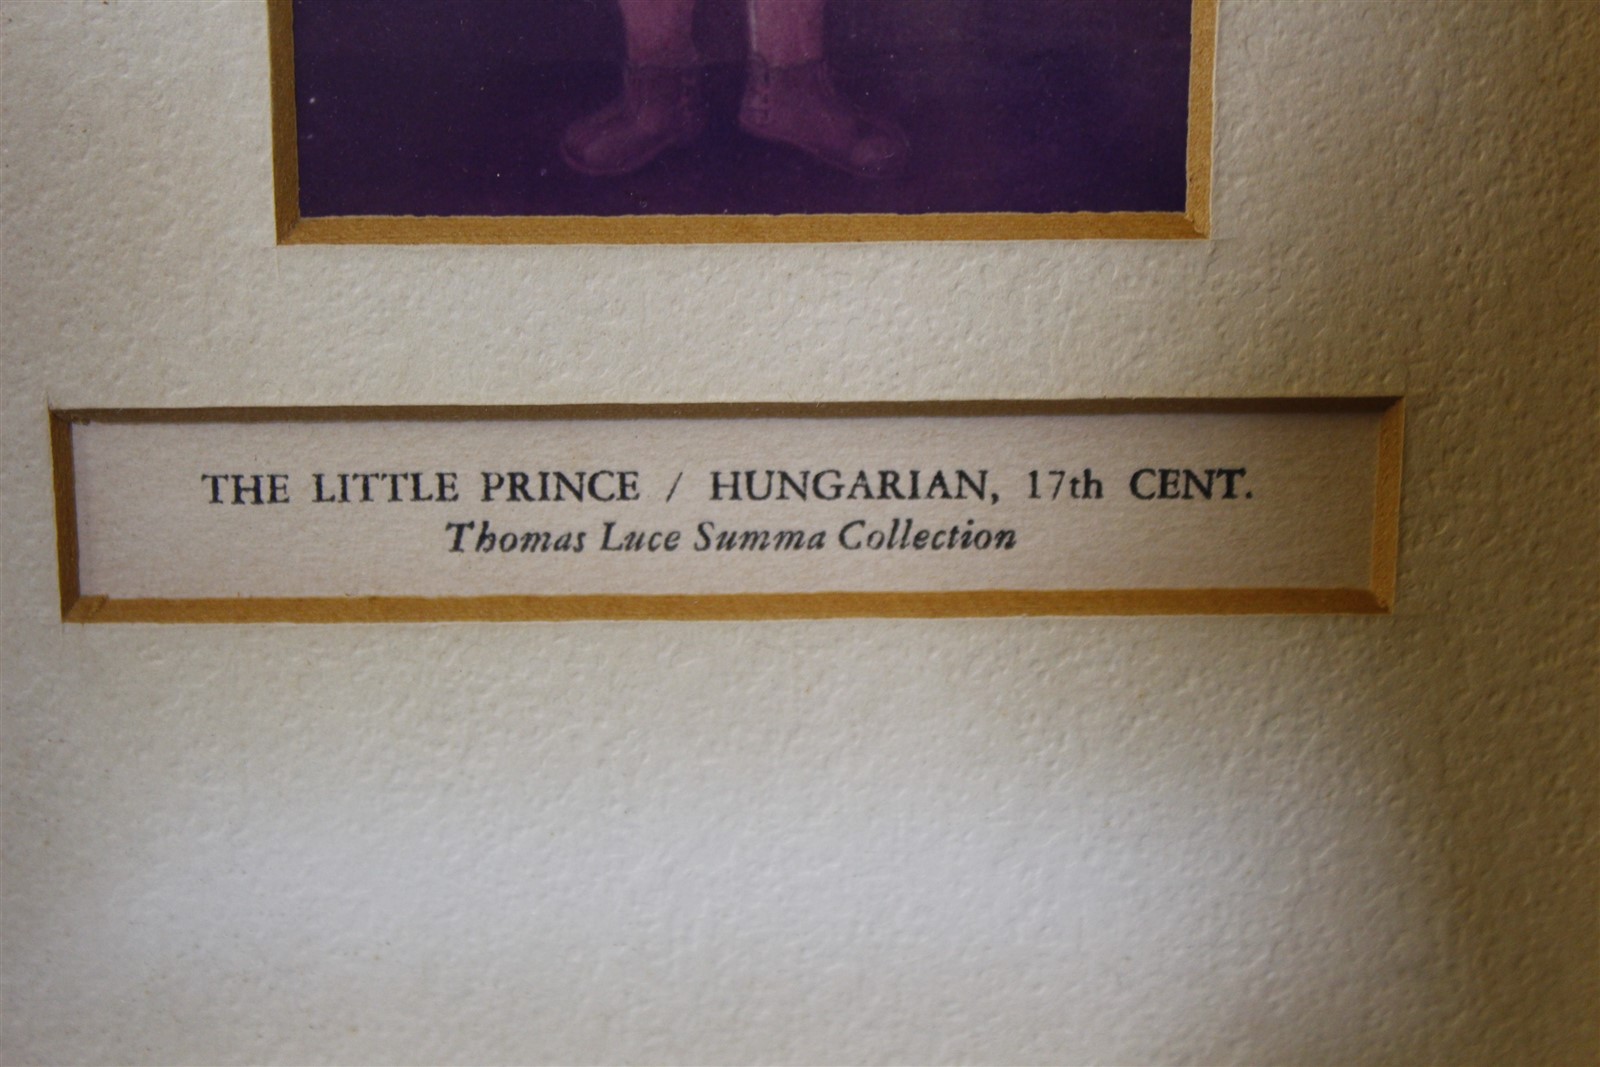 THE LITTLE PRINCE / HUNGARIAN, 17th CENT.
Thomas Luce Summa Collection